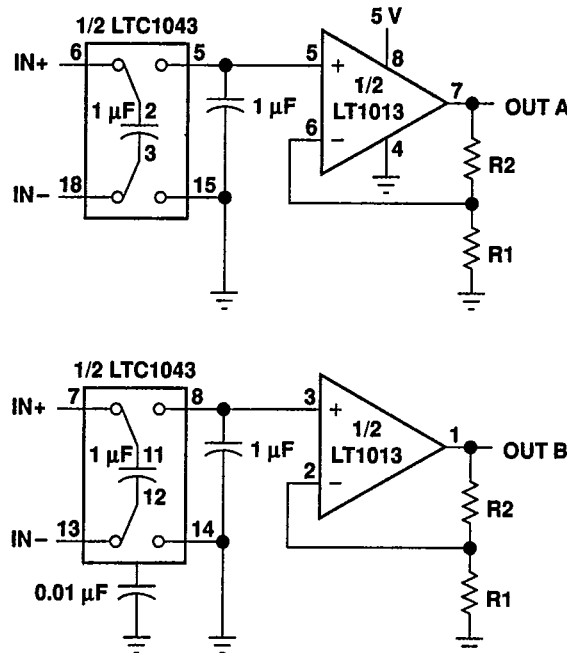 1/2 LTC1043
5 V
IN+ 6 5 5 + 8
1 µF 2 1 µF 1/2 7 OUT A
LT1013
3 6 − 4 R2
IN− 18 15
R1
1/2 LTC1043
IN+ 7 8 3 +
1 µF 11 1 µF 1/2 1 OUT B
LT1013
12 2 − R2
IN− 13 14
0.01 µF R1